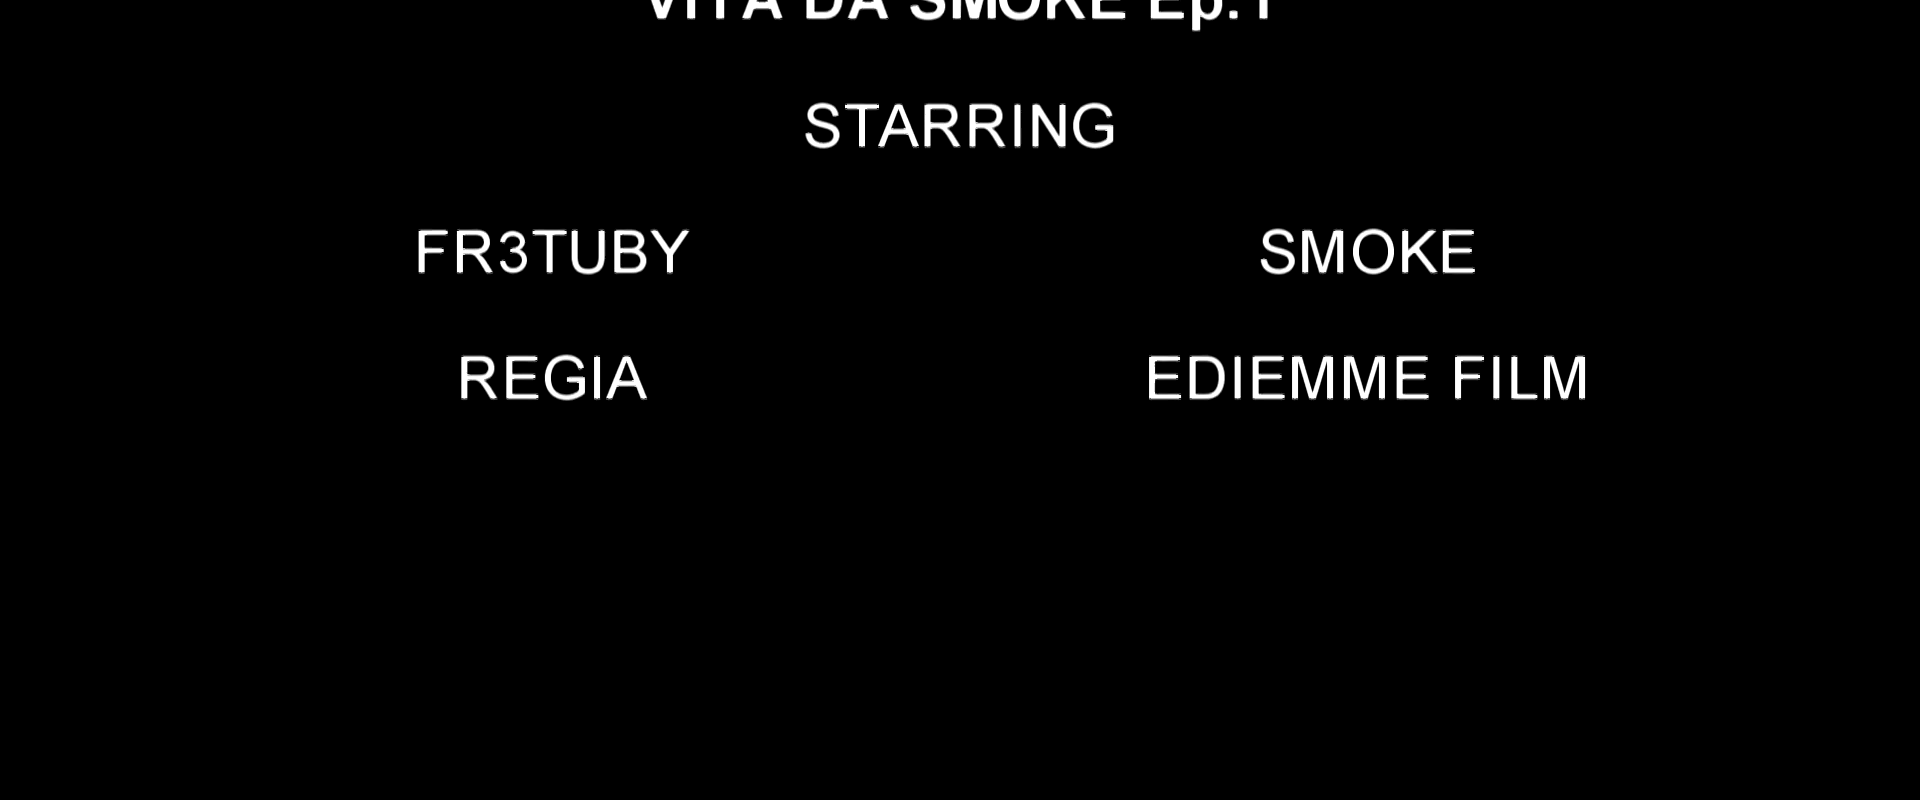 VITA DA SMOKE Ep.1
STARRING
FR3TUBY SMOKE
REGIA EDIEMME FILM